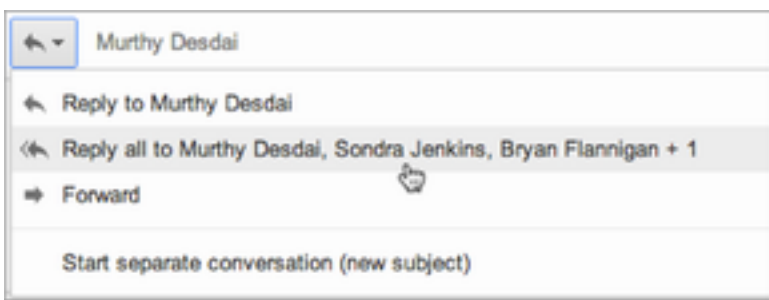 Murthy Desdai
Reply to Murthy Desdai
Reply all to Murthy Desdai, Sondra Jenkins, Bryan Flannigan + 1
Forward
Start separate conversation (new subject)